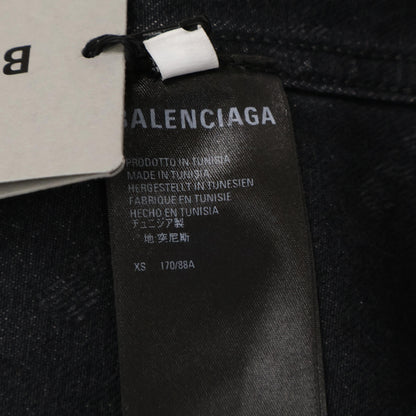 B
BALENCIAGA
PRODOTTO IN TUNISIA
MADE IN TUNISIA
HERGESTELLT IN TUNESIEN
FABRIQUE EN TUNISIE
HECHO EN TUNISIA
チュニジア製
地:突尼斯
XS 170/88A